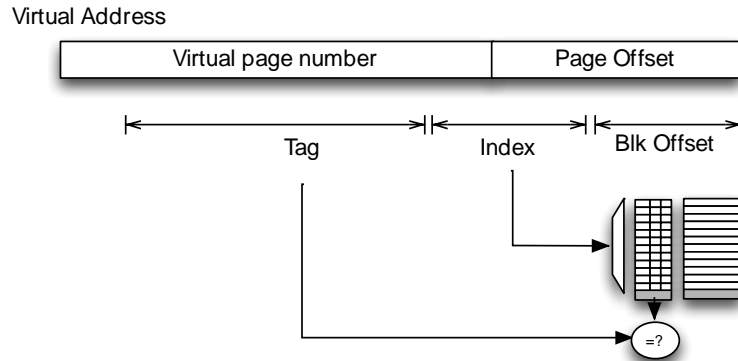 Virtual Address
Virtual page number Page Offset
Tag Index Blk Offset
=?